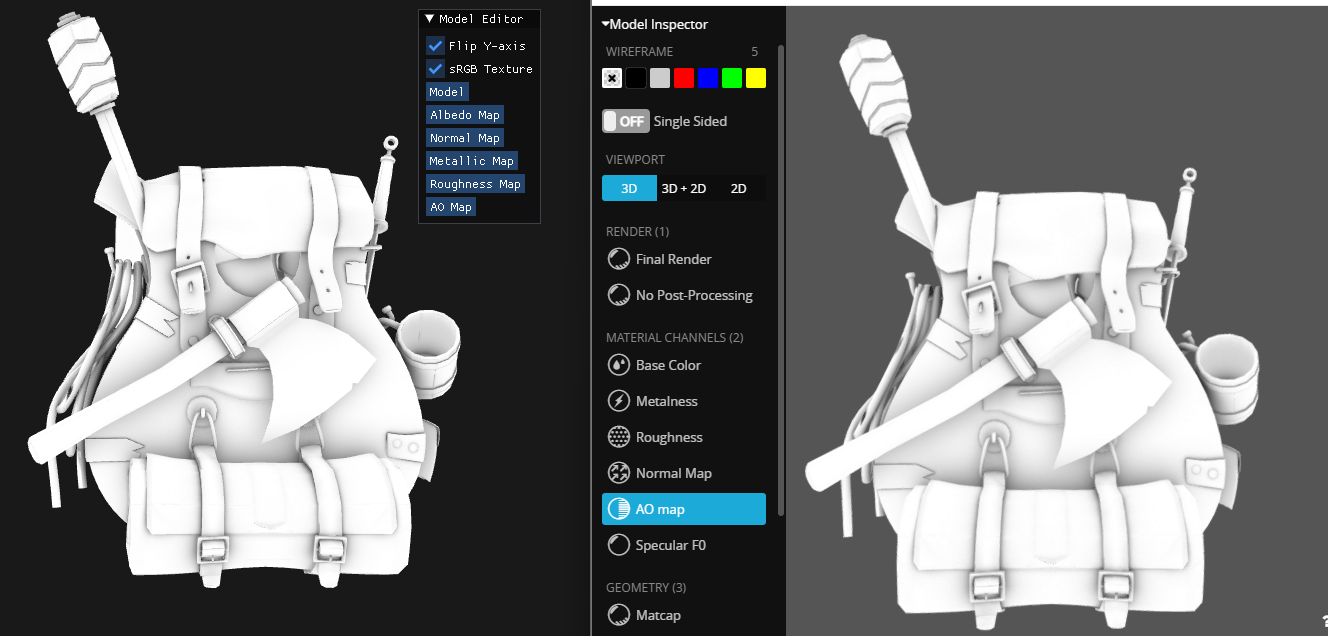 ▼ Model Editor
Flip Y-axis
sRGB Texture
Model
Albedo Map
Normal Map
Metallic Map
Roughness Map
AO Map
Model Inspector
WIREFRAME 5
OFF Single Sided
VIEWPORT
3D 3D + 2D 2D
RENDER (1)
Final Render
No Post-Processing
MATERIAL CHANNELS (2)
Base Color
Metalness
Roughness
Normal Map
AO map
Specular F0
GEOMETRY (3)
Matcap
?